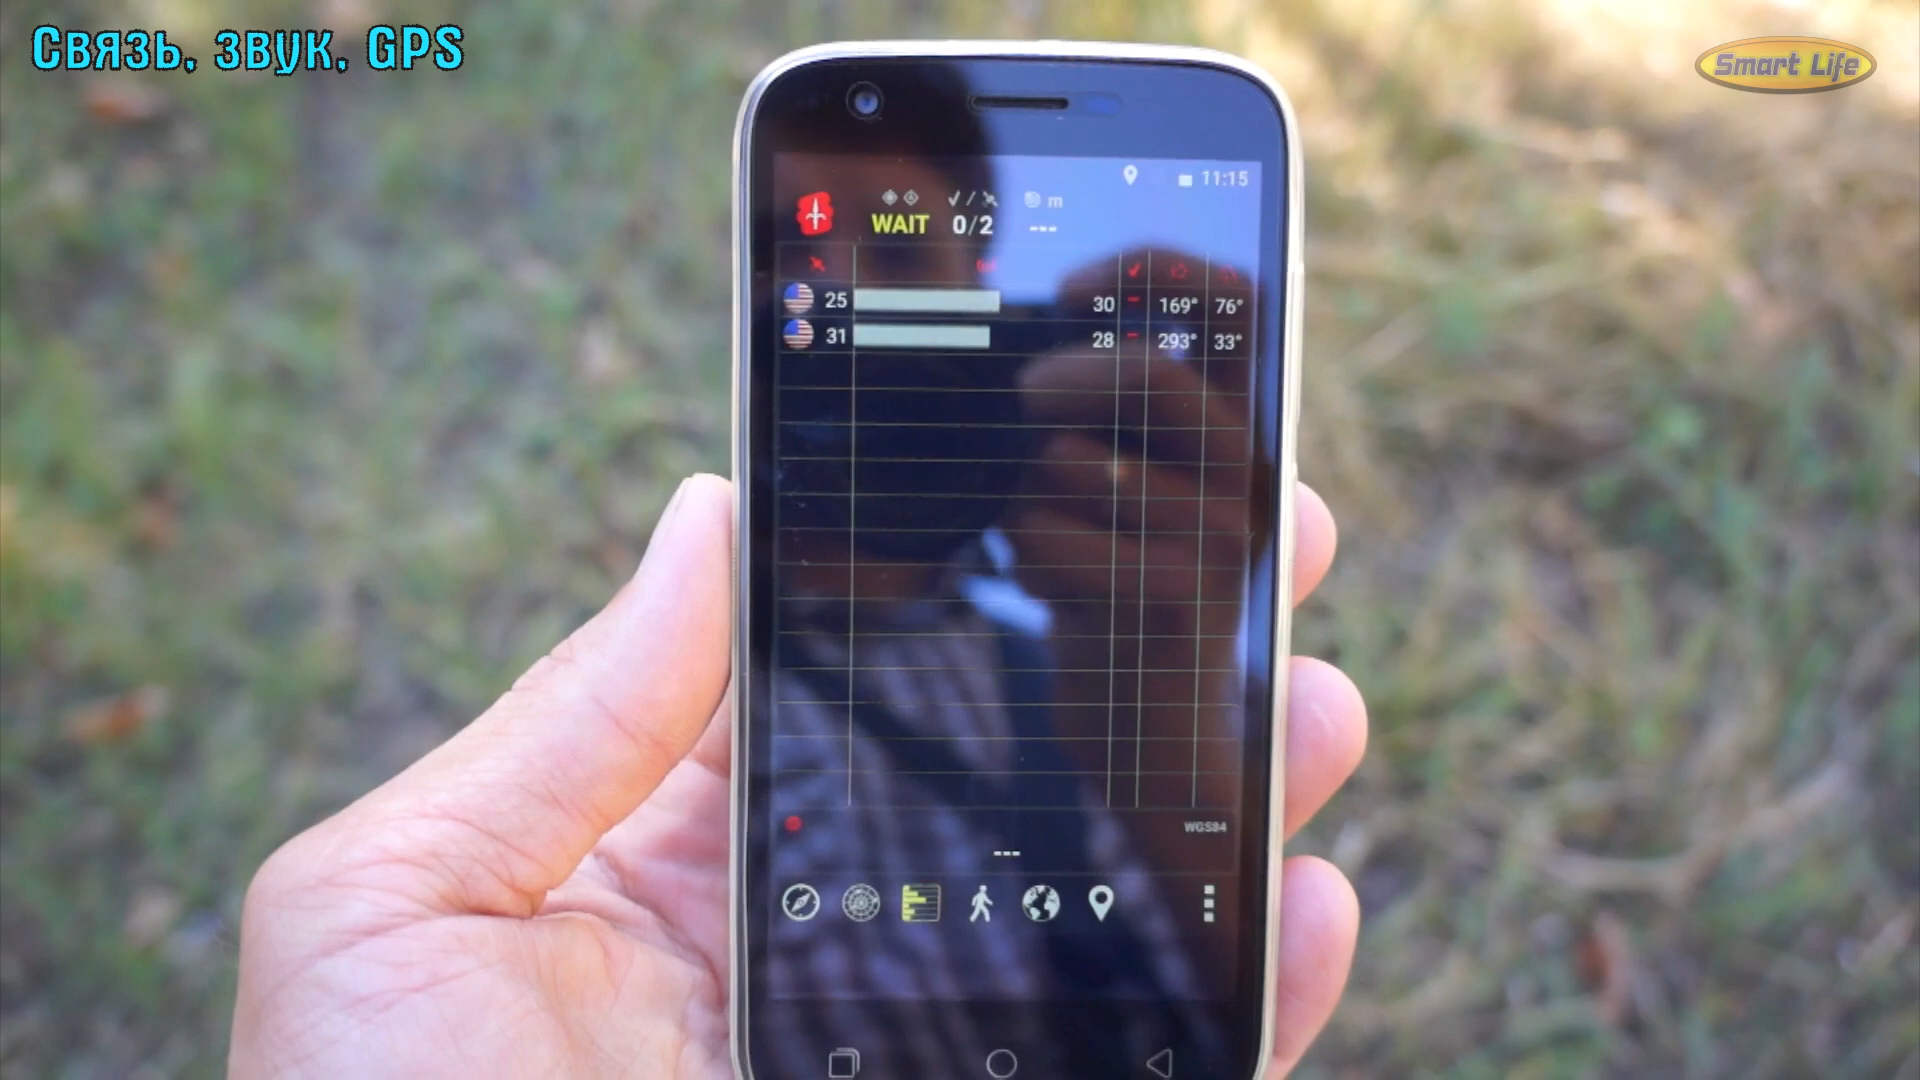 Связь, звук, GPS
Smart Life
11:15
m
WAIT 0/2 ---
25 30 169° 76°
31 28 293° 33°
WGS84
---